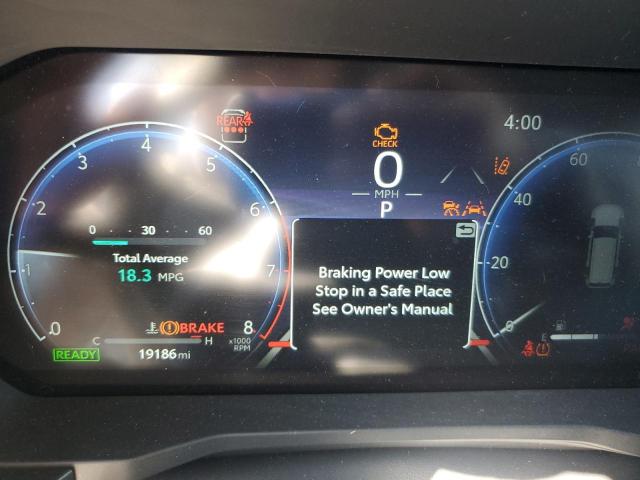 REAR
4:00
CHECK
0
MPH
P
0 1 2 3 4 5 6 7 8
x1000
RPM
0 30 60
Total Average
18.3 MPG
BRAKE
C H
READY
19186 mi
Braking Power Low
Stop in a Safe Place
See Owner's Manual
0 20 40 60
E